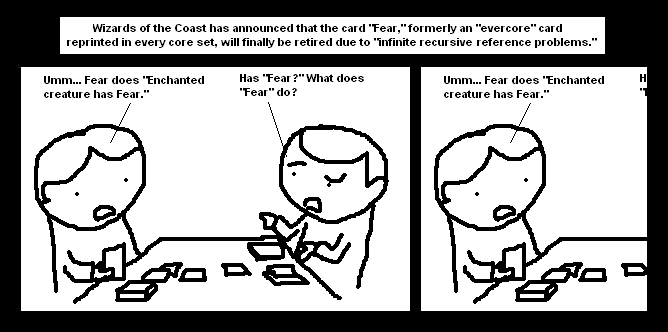 Wizards of the Coast has announced that the card "Fear," formerly an "evercore" card
reprinted in every core set, will finally be retired due to "infinite recursive reference problems."
Umm... Fear does "Enchanted
creature has Fear."
Has "Fear?" What does
"Fear" do?
Umm... Fear does "Enchanted
creature has Fear."